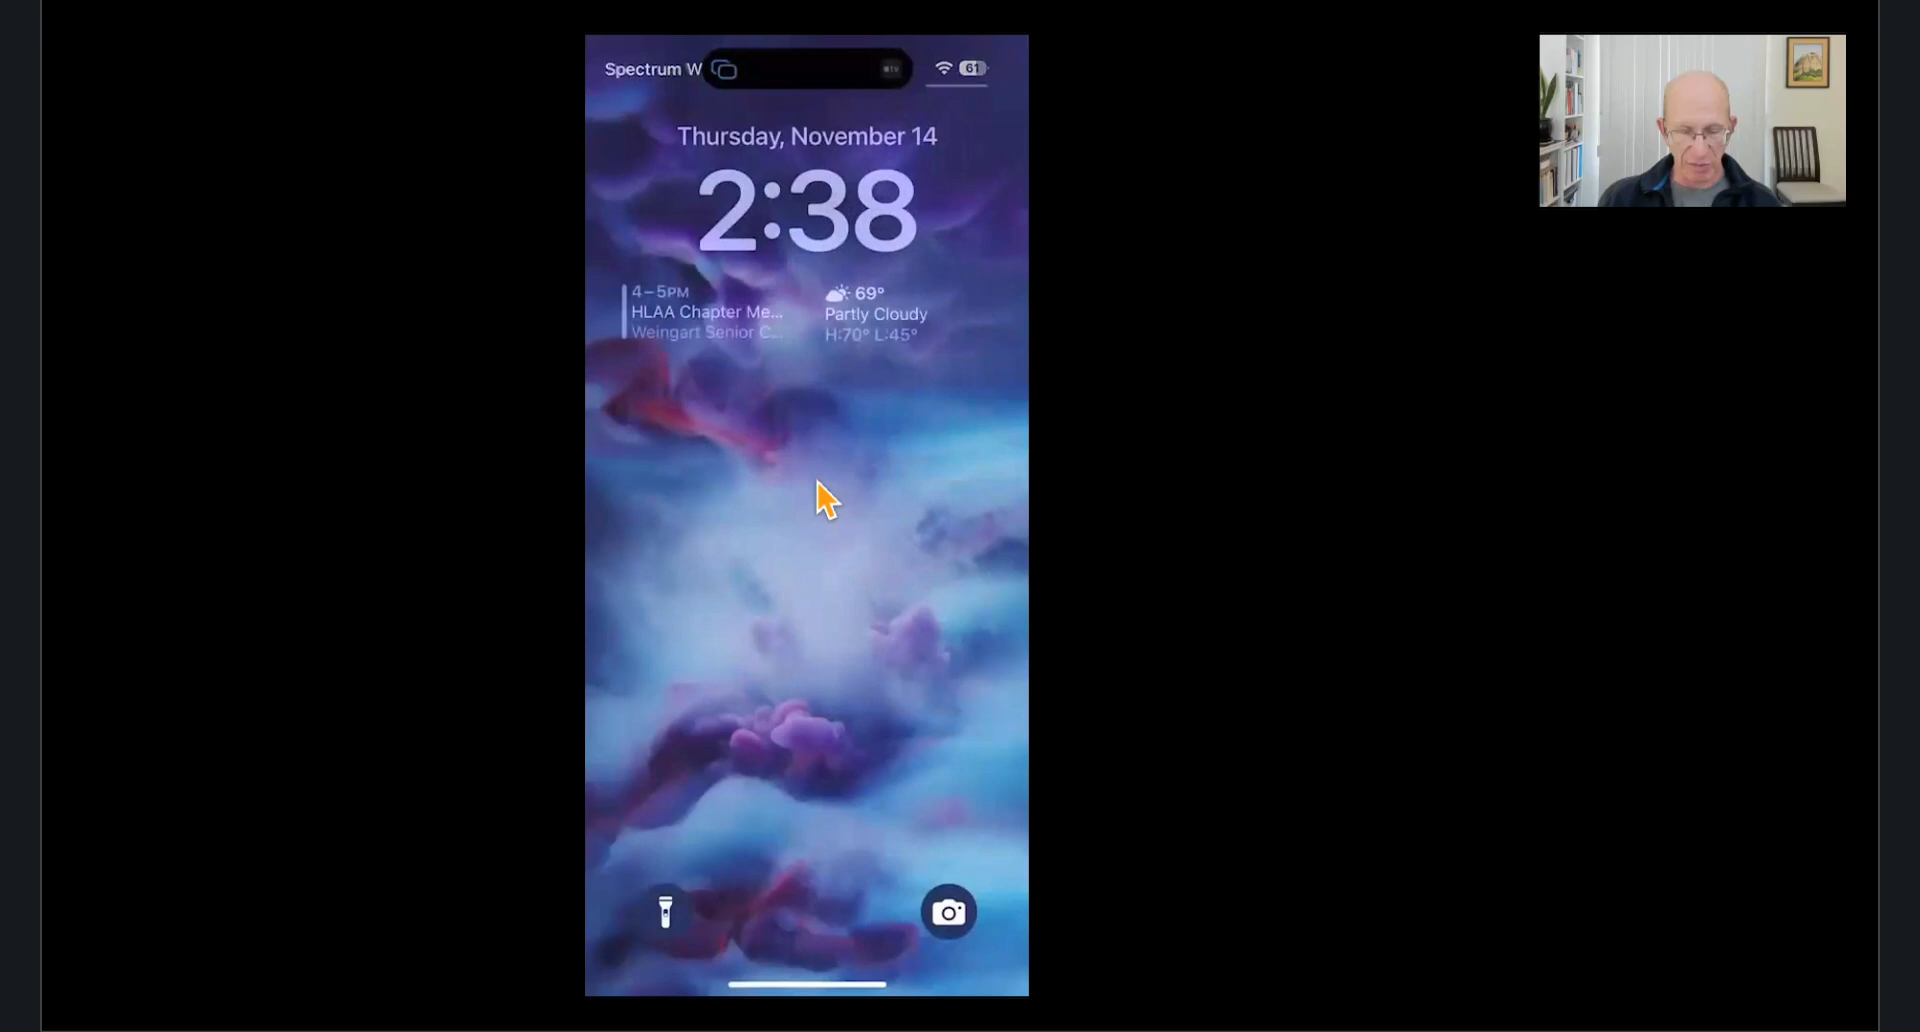 Spectrum W
61
Thursday, November 14
2:38
4–5PM
HLAA Chapter Me...
Weingart Senior C...
69°
Partly Cloudy
H:70° L:45°